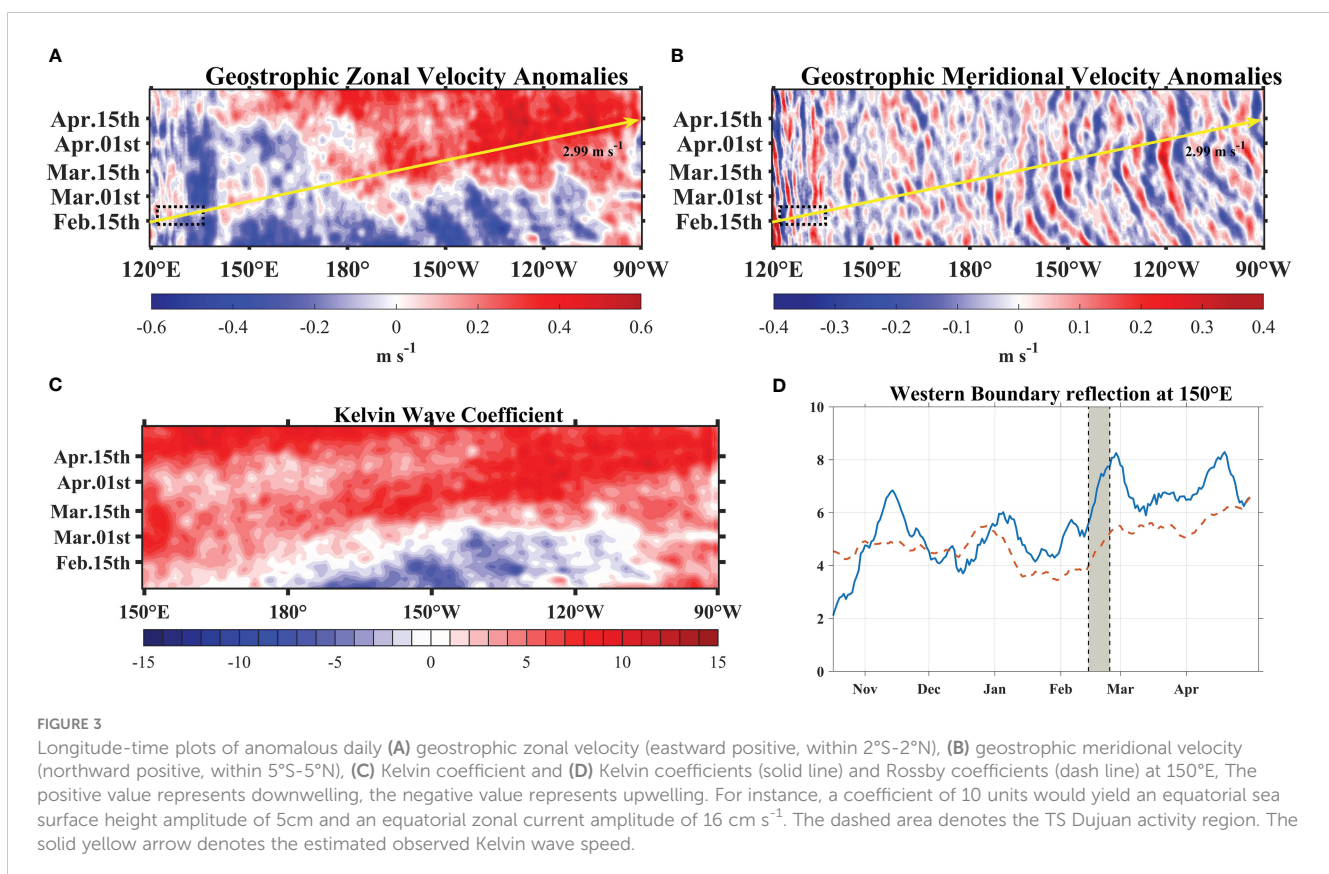 A
Geostrophic Zonal Velocity Anomalies
Apr.15th
Apr.01st
Mar.15th
Mar.01st
Feb.15th
2.99 m s⁻¹
120°E 150°E 180° 150°W 120°W 90°W
-0.6 -0.4 -0.2 0 0.2 0.4 0.6
m s⁻¹
B
Geostrophic Meridional Velocity Anomalies
Apr.15th
Apr.01st
Mar.15th
Mar.01st
Feb.15th
2.99 m s⁻¹
120°E 150°E 180° 150°W 120°W 90°W
-0.4 -0.3 -0.2 -0.1 0 0.1 0.2 0.3 0.4
m s⁻¹
C
Kelvin Wave Coefficient
Apr.15th
Apr.01st
Mar.15th
Mar.01st
Feb.15th
150°E 180° 150°W 120°W 90°W
-15 -10 -5 0 5 10 15
D
Western Boundary reflection at 150°E
10
8
6
4
2
0
Nov Dec Jan Feb Mar Apr
FIGURE 3
Longitude-time plots of anomalous daily (A) geostrophic zonal velocity (eastward positive, within 2°S-2°N), (B) geostrophic meridional velocity
(northward positive, within 5°S-5°N), (C) Kelvin coefficient and (D) Kelvin coefficients (solid line) and Rossby coefficients (dash line) at 150°E, The
positive value represents downwelling, the negative value represents upwelling. For instance, a coefficient of 10 units would yield an equatorial sea
surface height amplitude of 5cm and an equatorial zonal current amplitude of 16 cm s⁻¹. The dashed area denotes the TS Dujuan activity region. The
solid yellow arrow denotes the estimated observed Kelvin wave speed.